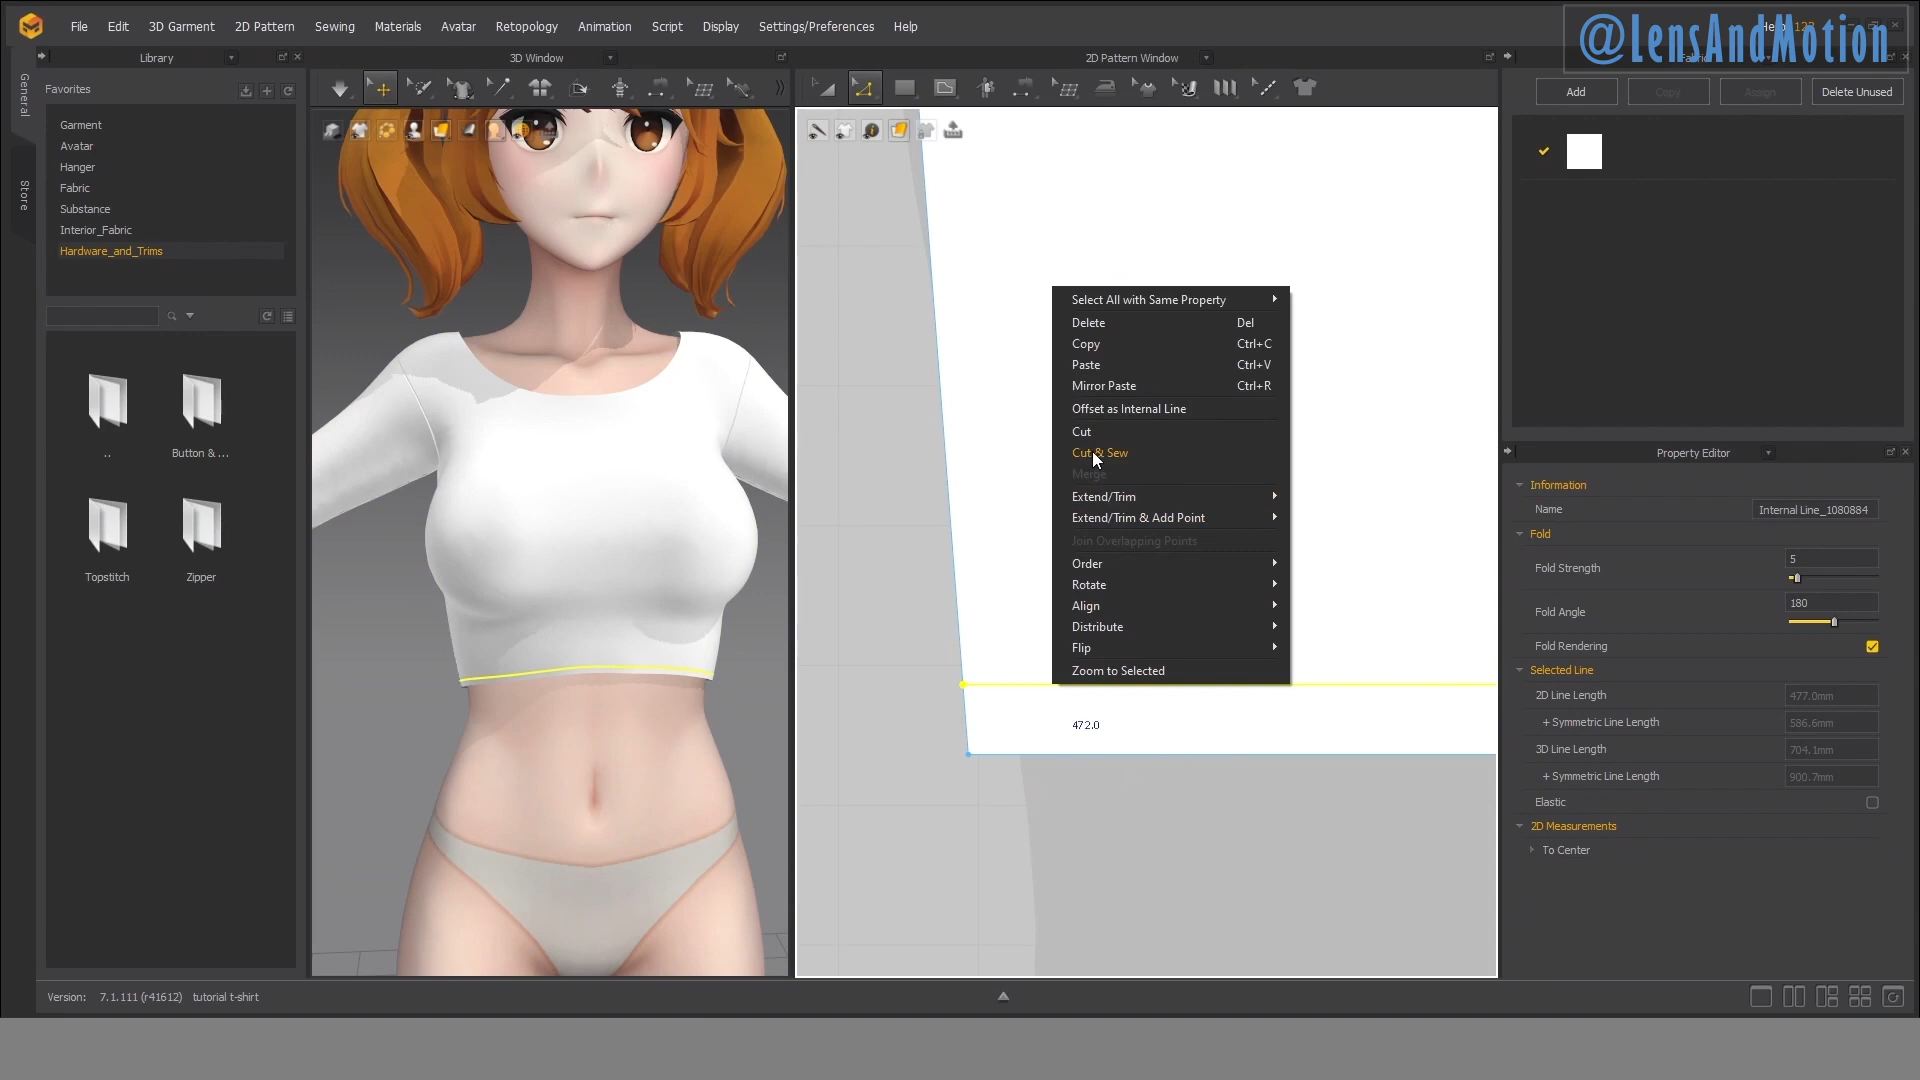 File Edit 3D Garment 2D Pattern Sewing Materials Avatar Retopology Animation Script Display Settings/Preferences Help
@LensAndMotion
Library
3D Window
2D Pattern Window
General
Store
Favorites
Garment
Avatar
Hanger
Fabric
Substance
Interior_Fabric
Hardware_and_Trims
..
Button & ...
Topstitch
Zipper
Select All with Same Property
Delete Del
Copy Ctrl+C
Paste Ctrl+V
Mirror Paste Ctrl+R
Offset as Internal Line
Cut
Cut & Sew
Merge
Extend/Trim
Extend/Trim & Add Point
Join Overlapping Points
Order
Rotate
Align
Distribute
Flip
Zoom to Selected
472.0
Add Copy Assign Delete Unused
Property Editor
Information
Name Internal Line_1080884
Fold
Fold Strength 5
Fold Angle 180
Fold Rendering
Selected Line
2D Line Length 477.0mm
+ Symmetric Line Length 586.6mm
3D Line Length 704.1mm
+ Symmetric Line Length 900.7mm
Elastic
2D Measurements
To Center
Version: 7.1.111 (r41612) tutorial t-shirt